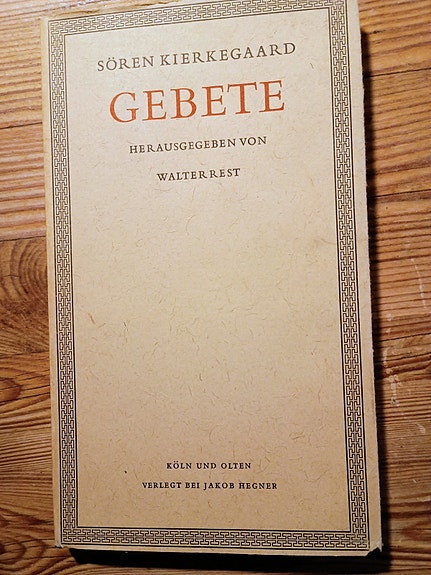 SÖREN KIERKEGAARD
GEBETE
HERAUSGEGEBEN VON
WALTER REST
KÖLN UND OLTEN
VERLEGT BEI JAKOB HEGNER